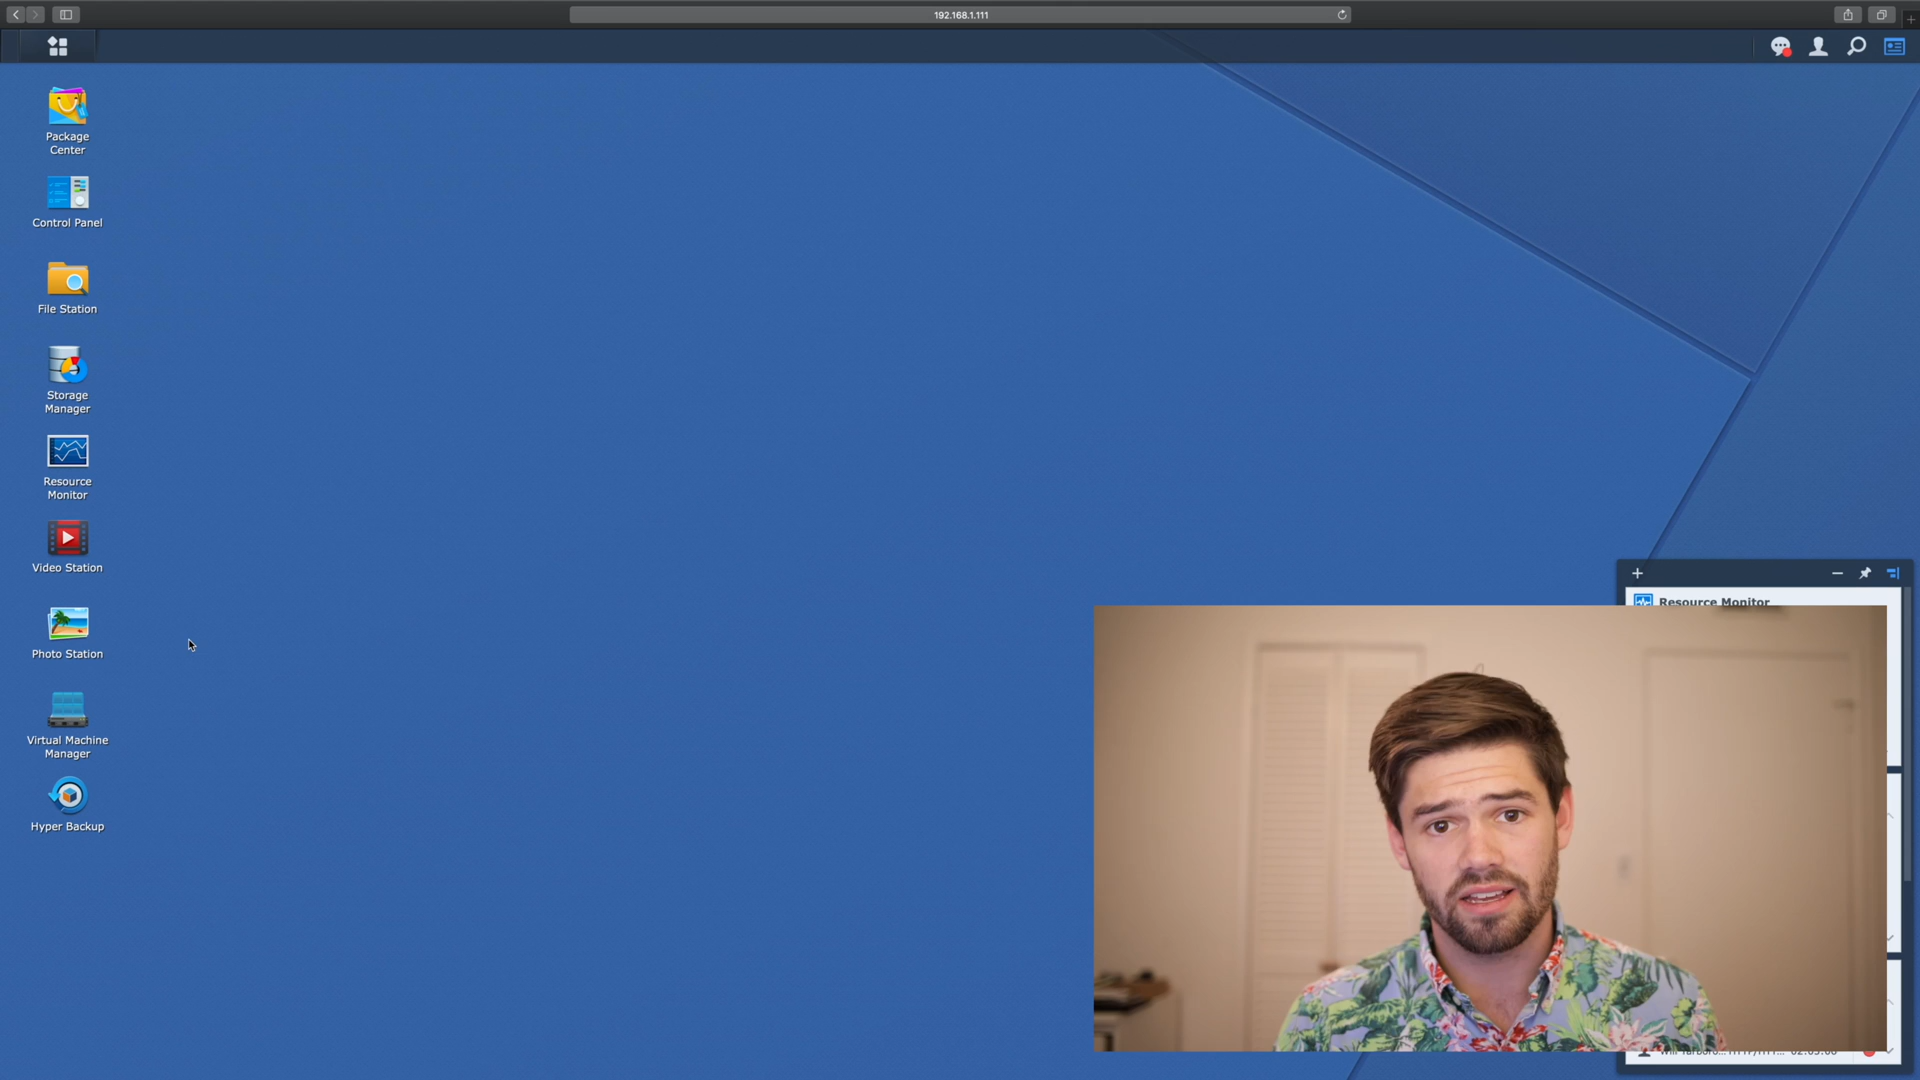 192.168.1.111
Package
Center
Control Panel
File Station
Storage
Manager
Resource
Monitor
Video Station
Photo Station
Virtual Machine
Manager
Hyper Backup
Resource Monitor